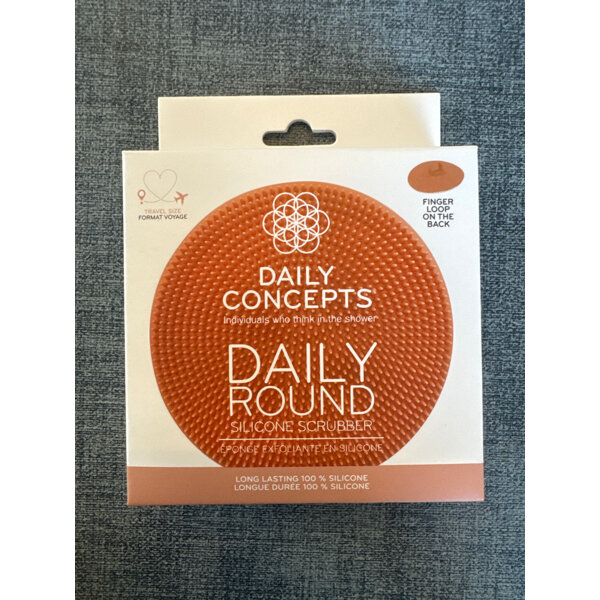 TRAVEL SIZE
FORMAT VOYAGE
FINGER
LOOP
ON THE
BACK
DAILY
CONCEPTS®
Individuals who think in the shower
DAILY
ROUND
SILICONE SCRUBBER
ÉPONGE EXFOLIANTE EN SILICONE
LONG LASTING 100 % SILICONE
LONGUE DURÉE 100 % SILICONE